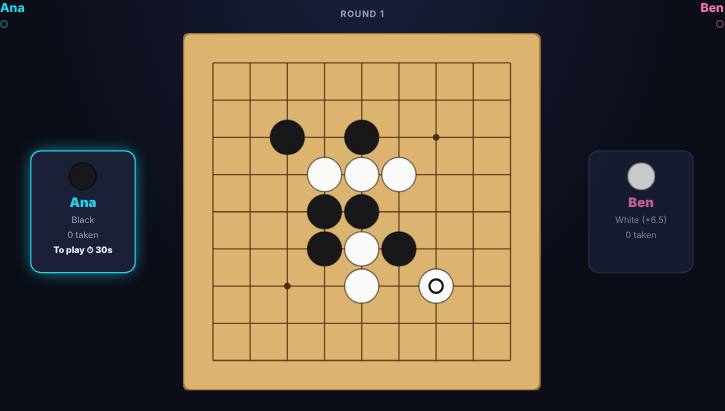 Ana
ROUND 1
Ben
Ana
Black
0 taken
To play ⏱ 30s
Ben
White (+6.5)
0 taken